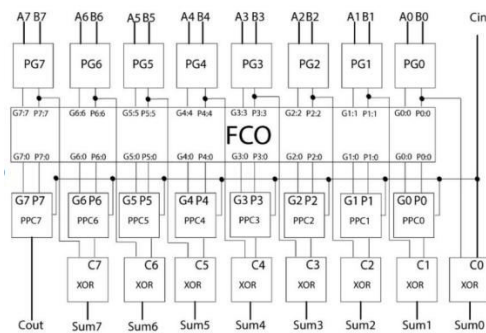 A7 B7 A6 B6 A5 B5 A4 B4 A3 B3 A2 B2 A1 B1 A0 B0 Cin
PG7 PG6 PG5 PG4 PG3 PG2 PG1 PG0
G7:7 P7:7 G6:6 P6:6 G5:5 P5:5 G4:4 P4:4 G3:3 P3:3 G2:2 P2:2 G1:1 P1:1 G0:0 P0:0
FCO
G7:0 P7:0 G6:0 P6:0 G5:0 P5:0 G4:0 P4:0 G3:0 P3:0 G2:0 P2:0 G1:0 P1:0 G0:0 P0:0
G7 P7 G6 P6 G5 P5 G4 P4 G3 P3 G2 P2 G1 P1 G0 P0
PPC7 PPC6 PPC5 PPC4 PPC3 PPC2 PPC1 PPC0
C7 C6 C5 C4 C3 C2 C1 C0
XOR XOR XOR XOR XOR XOR XOR XOR
Cout Sum7 Sum6 Sum5 Sum4 Sum3 Sum2 Sum1 Sum0